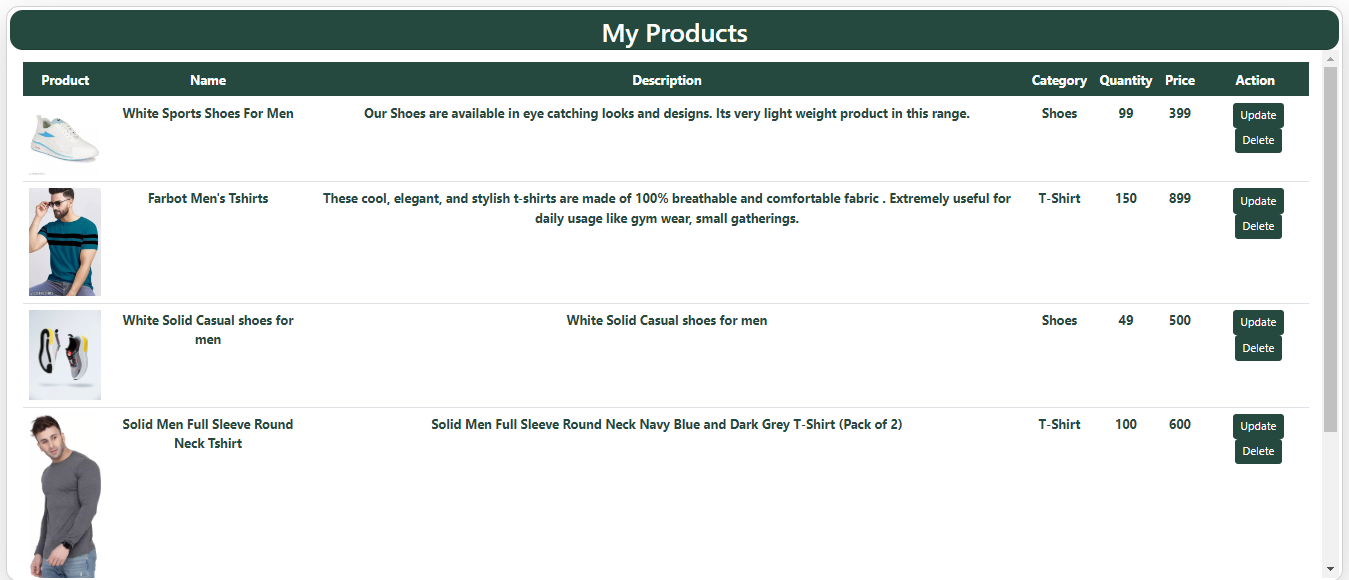 My Products
Product Name Description Category Quantity Price Action
White Sports Shoes For Men Our Shoes are available in eye catching looks and designs. Its very light weight product in this range. Shoes 99 399 Update
Delete
Farbot Men's Tshirts These cool, elegant, and stylish t-shirts are made of 100% breathable and comfortable fabric . Extremely useful for T-Shirt 150 899 Update
daily usage like gym wear, small gatherings.
Delete
White Solid Casual shoes for White Solid Casual shoes for men Shoes 49 500 Update
men
Delete
Solid Men Full Sleeve Round Solid Men Full Sleeve Round Neck Navy Blue and Dark Grey T-Shirt (Pack of 2) T-Shirt 100 600 Update
Neck Tshirt
Delete